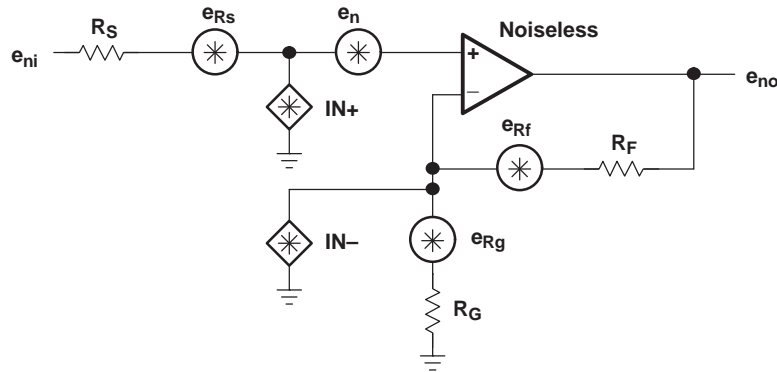 eRs
en
Noiseless
RS
eni
+
−
eno
IN+
eRf
RF
IN−
eRg
RG